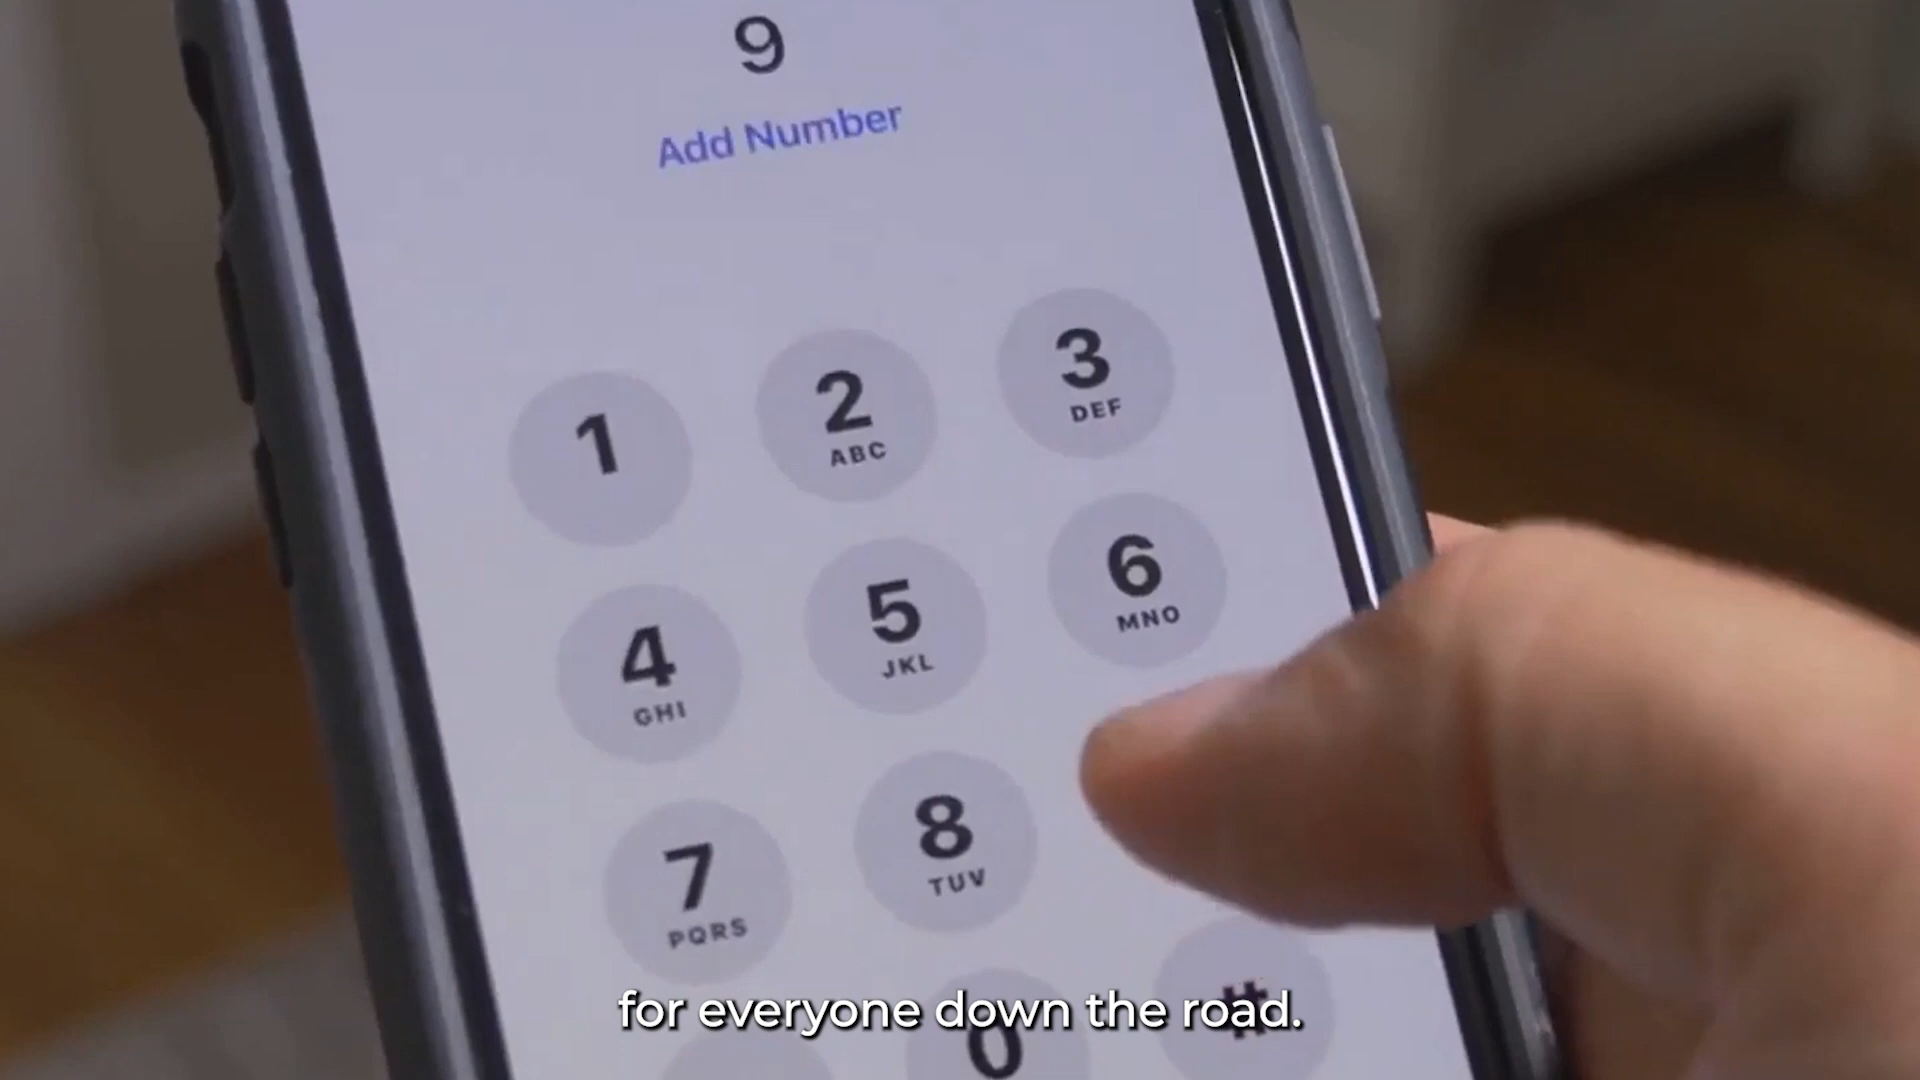 9
Add Number
1 2 3
ABC DEF
4 5 6
GHI JKL MNO
7 8
PQRS TUV
0 #
for everyone down the road.